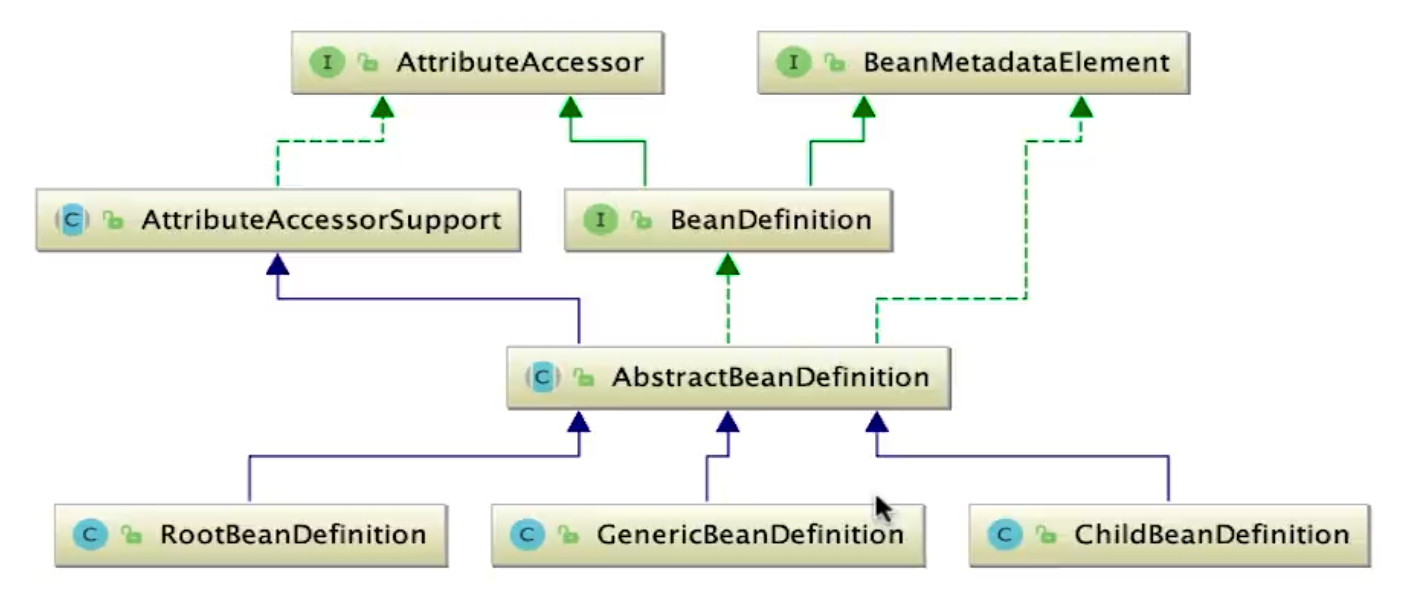 I AttributeAccessor
I BeanMetadataElement
C AttributeAccessorSupport
I BeanDefinition
C AbstractBeanDefinition
C RootBeanDefinition
C GenericBeanDefinition
C ChildBeanDefinition